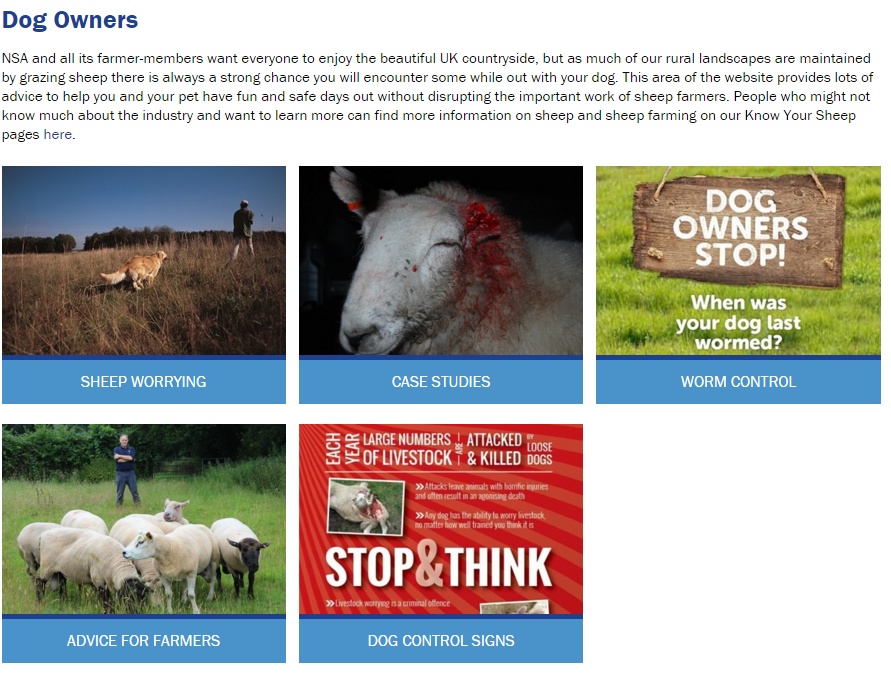 Dog Owners
NSA and all its farmer-members want everyone to enjoy the beautiful UK countryside, but as much of our rural landscapes are maintained
by grazing sheep there is always a strong chance you will encounter some while out with your dog. This area of the website provides lots of
advice to help you and your pet have fun and safe days out without disrupting the important work of sheep farmers. People who might not
know much about the industry and want to learn more can find more information on sheep and sheep farming on our Know Your Sheep
pages here.
DOG
OWNERS
STOP!
When was
your dog last
wormed?
SHEEP WORRYING
CASE STUDIES
WORM CONTROL
EACH YEAR LARGE NUMBERS OF LIVESTOCK ARE ATTACKED & KILLED BY LOOSE DOGS
»Attacks leave animals with horrific injuries
and often result in an agonising death
»Any dog has the ability to worry livestock,
no matter how well trained you think it is
STOP&THINK
»Livestock worrying is a criminal offence
ADVICE FOR FARMERS
DOG CONTROL SIGNS